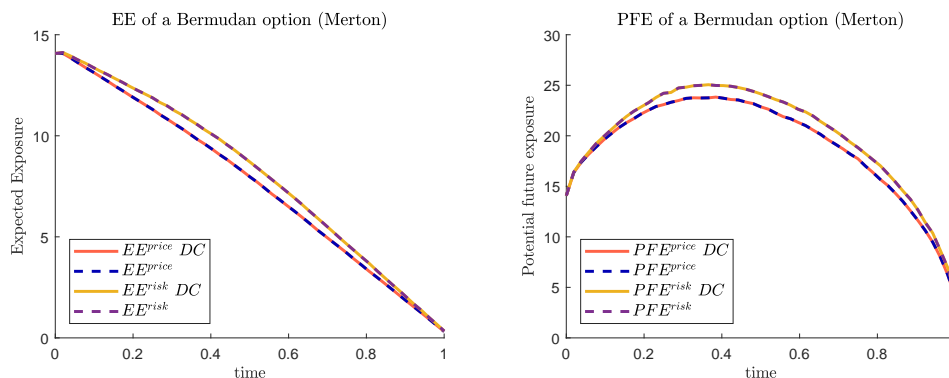 EE of a Bermudan option (Merton)
15
10
5
0
0
0.2
0.4
0.6
0.8
1
Expected Exposure
time
EE^price DC
EE^price
EE^risk DC
EE^risk
PFE of a Bermudan option (Merton)
30
25
20
15
10
5
0
0
0.2
0.4
0.6
0.8
Potential future exposure
time
PFE^price DC
PFE^price
PFE^risk DC
PFE^risk